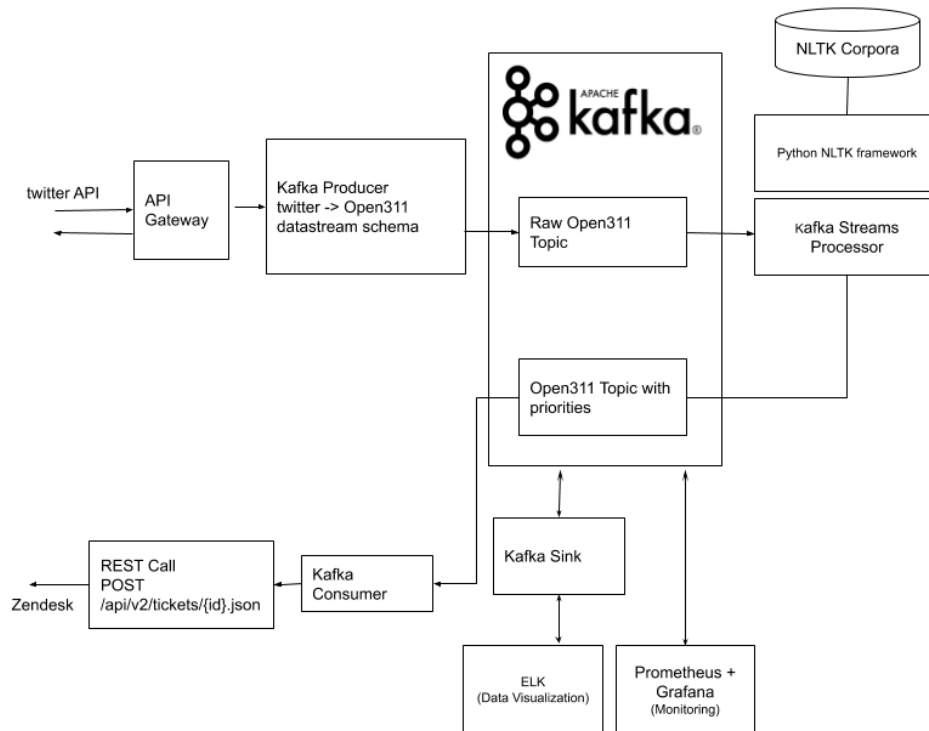 NLTK Corpora
APACHE
kafka®
Python NLTK framework
twitter API
API
Gateway
Kafka Producer
twitter -> Open311
datastream schema
Raw Open311
Topic
Kafka Streams
Processor
Open311 Topic with
priorities
Kafka Sink
REST Call
POST
/api/v2/tickets/{id}.json
Zendesk
Kafka
Consumer
ELK
(Data Visualization)
Prometheus +
Grafana
(Monitoring)